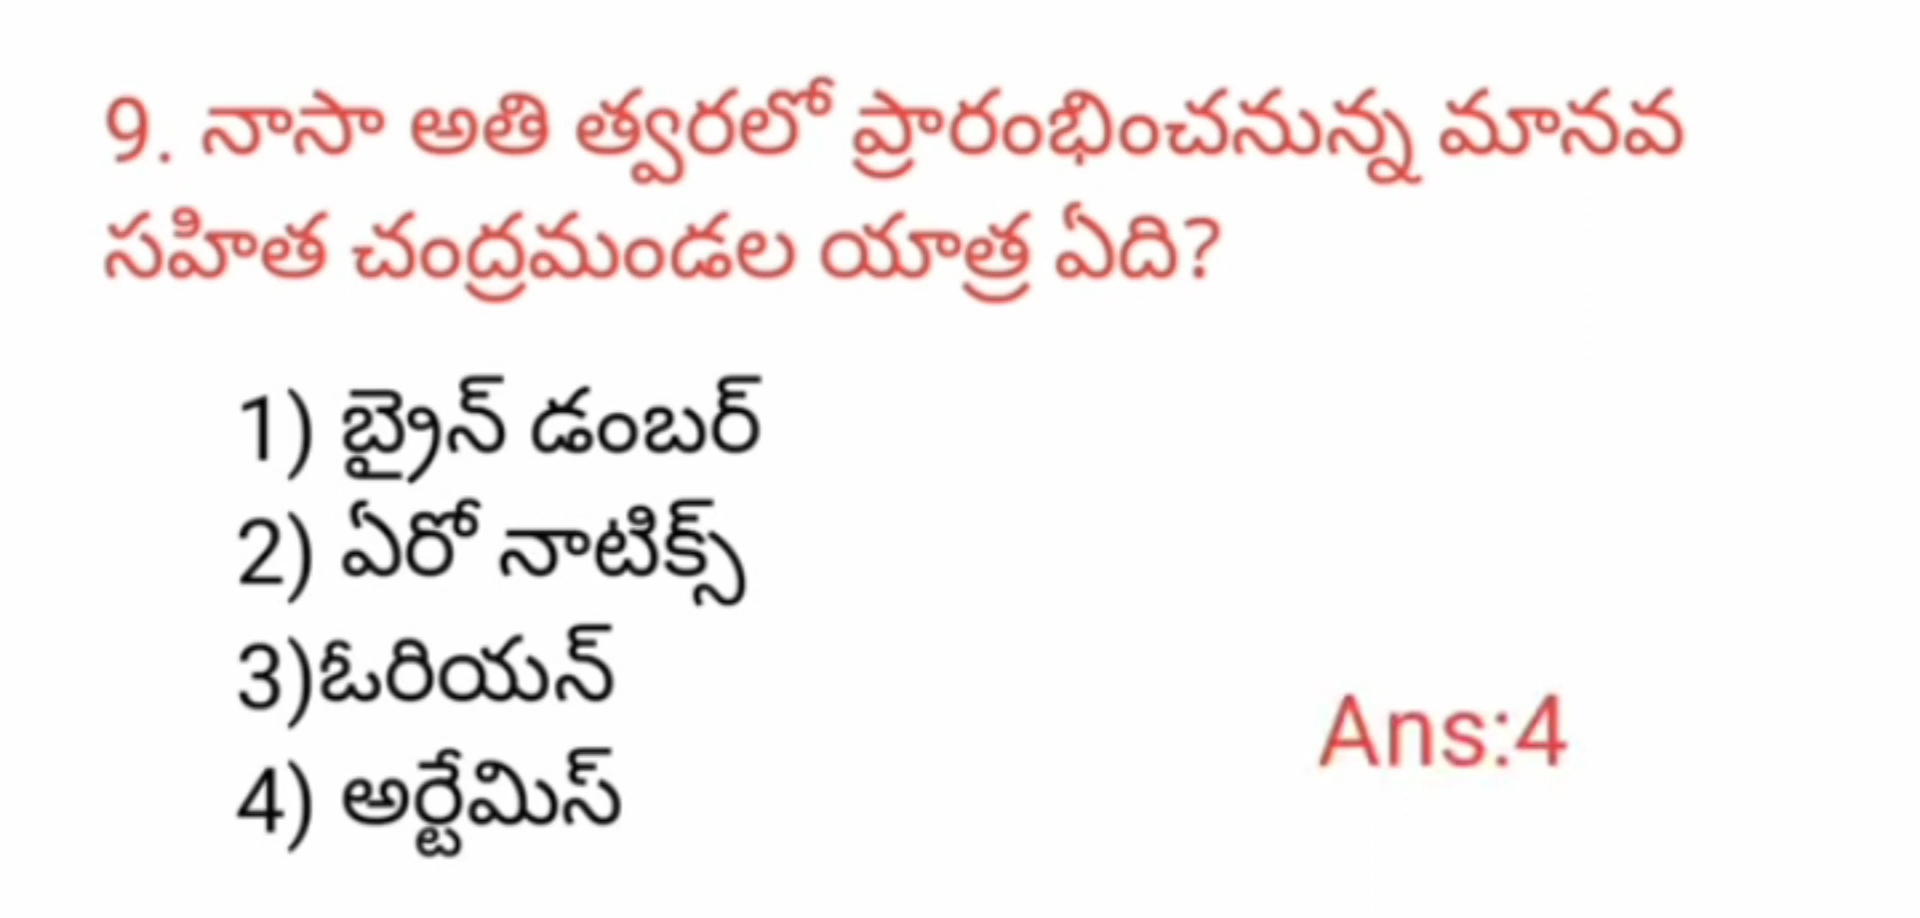 9. నాసా అతి త్వరలో ప్రారంభించనున్న మానవ
సహిత చంద్రమండల యాత్ర ఏది?
1) బ్రైన్ డంబర్
2) ఏరో నాటిక్స్
3)ఓరియన్
4) అర్టేమిస్
Ans:4